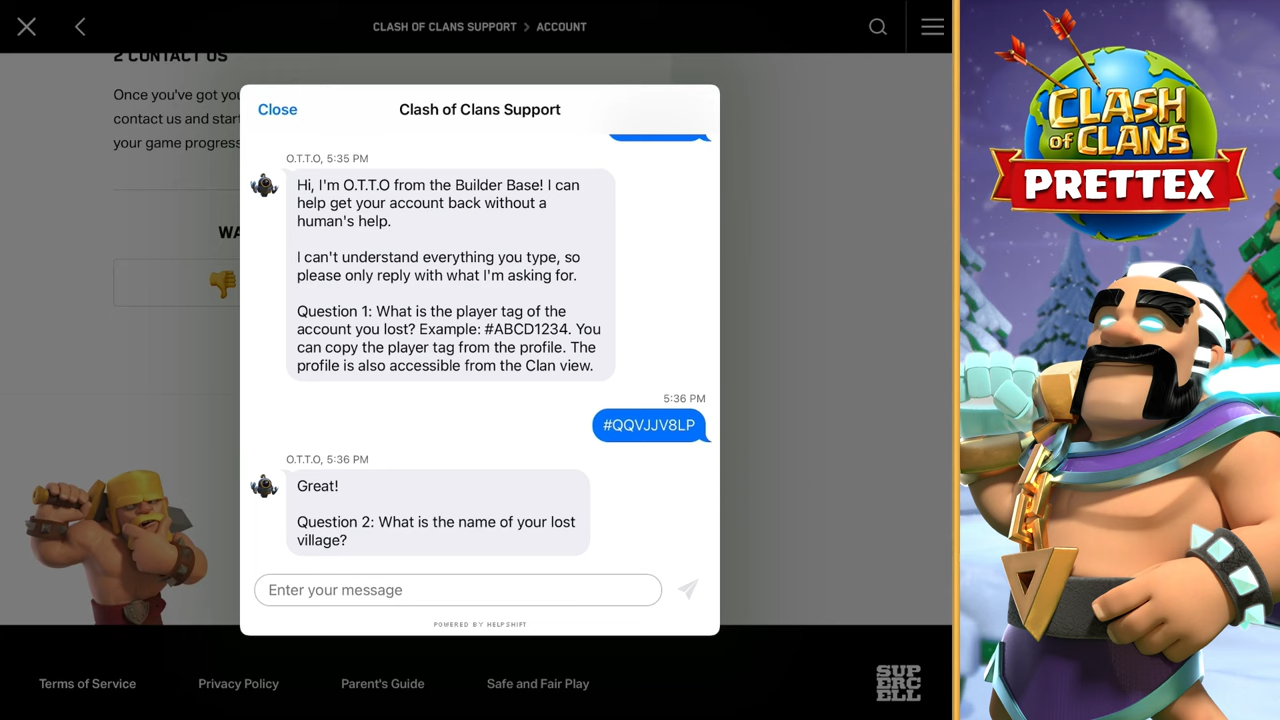 CLASH OF CLANS SUPPORT > ACCOUNT
2 CONTACT US
Once you've got you
contact us and start
your game progress
WA
Close
Clash of Clans Support
O.T.T.O, 5:35 PM
Hi, I'm O.T.T.O from the Builder Base! I can
help get your account back without a
human's help.
I can't understand everything you type, so
please only reply with what I'm asking for.
Question 1: What is the player tag of the
account you lost? Example: #ABCD1234. You
can copy the player tag from the profile. The
profile is also accessible from the Clan view.
5:36 PM
#QQVJJV8LP
O.T.T.O, 5:36 PM
Great!
Question 2: What is the name of your lost
village?
Enter your message
POWERED BY HELPSHIFT
Terms of Service
Privacy Policy
Parent's Guide
Safe and Fair Play
SUP
ERC
ELL
CLASH
OF CLANS
PRETTEX